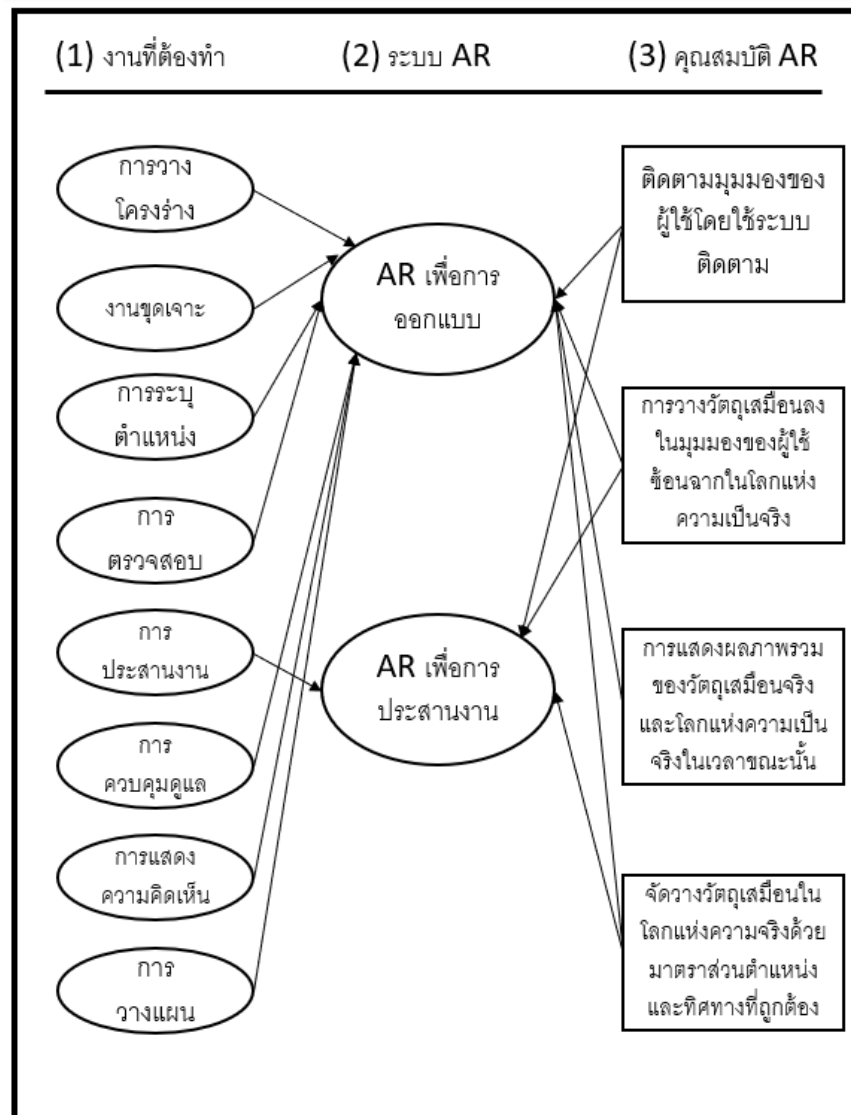 (1) งานที่ต้องทำ
(2) ระบบ AR
(3) คุณสมบัติ AR
การวาง
โครงร่าง
งานขุดเจาะ
การระบุ
ตำแหน่ง
การ
ตรวจสอบ
การ
ประสานงาน
การ
ควบคุมดูแล
การแสดง
ความคิดเห็น
การ
วางแผน
AR เพื่อการ
ออกแบบ
AR เพื่อการ
ประสานงาน
ติดตามมุมมองของ
ผู้ใช้โดยใช้ระบบ
ติดตาม
การวางวัตถุเสมือนลง
ในมุมมองของผู้ใช้
ซ้อนฉากในโลกแห่ง
ความเป็นจริง
การแสดงผลภาพรวม
ของวัตถุเสมือนจริง
และโลกแห่งความเป็น
จริงในเวลาขณะนั้น
จัดวางวัตถุเสมือนใน
โลกแห่งความจริงด้วย
มาตราส่วนตำแหน่ง
และทิศทางที่ถูกต้อง